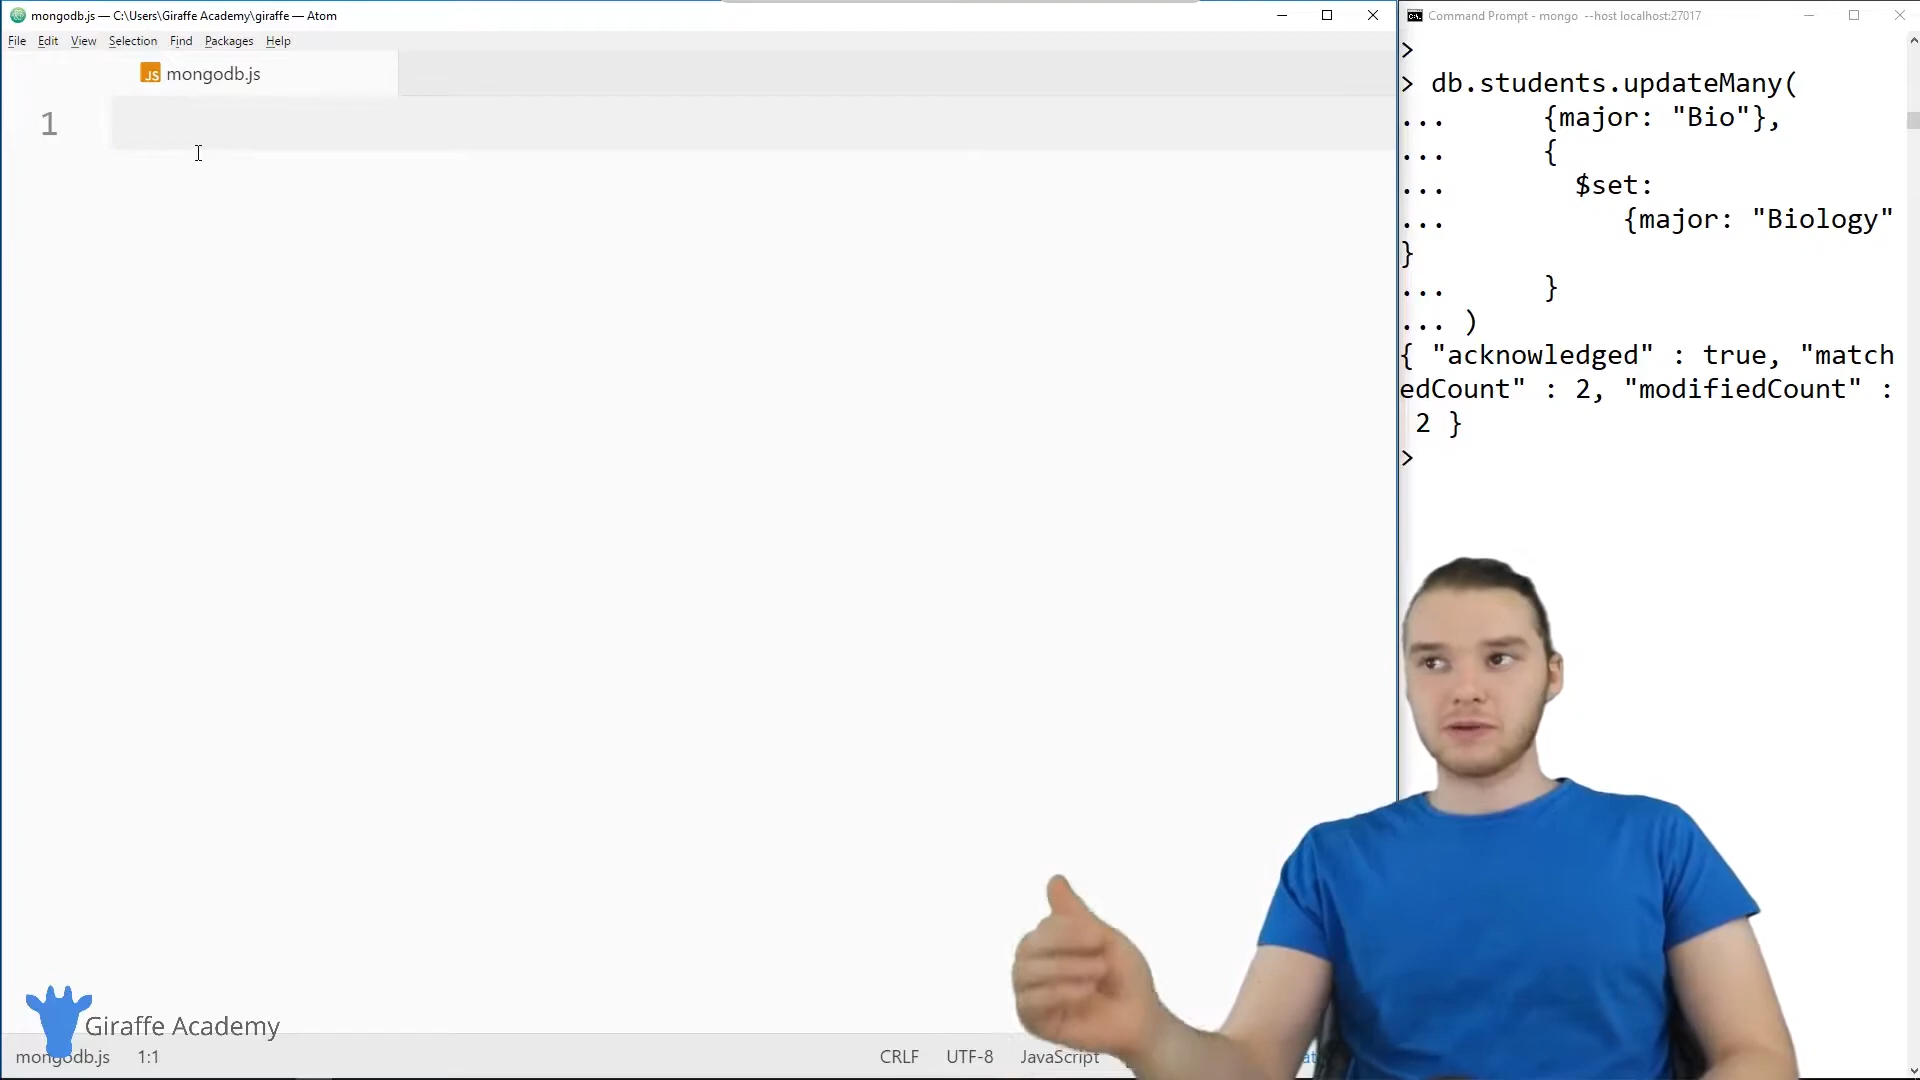 mongodb.js — C:\Users\Giraffe Academy\giraffe — Atom
File Edit View Selection Find Packages Help
JS mongodb.js
1
Giraffe Academy
mongodb.js 1:1 CRLF UTF-8 JavaScript
Command Prompt - mongo --host localhost:27017
>
> db.students.updateMany(
... {major: "Bio"},
... {
... $set:
... {major: "Biology"
}
... }
... )
{ "acknowledged" : true, "match
edCount" : 2, "modifiedCount" :
2 }
>